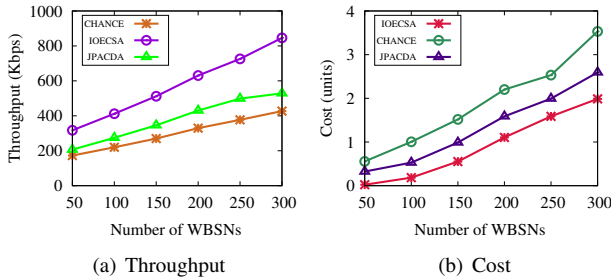 Throughput (Kbps)
1000
800
600
400
200
0
CHANCE
IOECSA
JPACDA
50 100 150 200 250 300
Number of WBSNs
(a) Throughput
Cost (units)
4
3
2
1
0
IOECSA
CHANCE
JPACDA
50 100 150 200 250 300
Number of WBSNs
(b) Cost